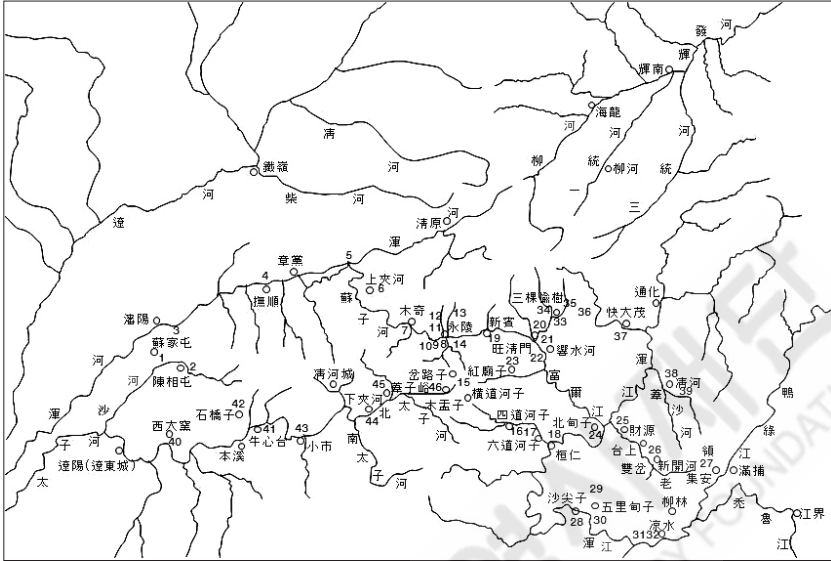 發
河
輝
輝南
海龍
河
河
河
清
河
柳
統
柳河
統
一
三
鐵嶺
遼
河
柴
河
清原
河
渾
章黨
5
4
撫順
上夾河
6
蘇
子
河
木奇
7
12
13
11
永陵
10
9
8
14
新賓
19
三棵榆樹
34
35
33
36
20
21
旺淸門
22
響水河
快大茂
37
通化
瀋陽
3
蘇家屯
1
2
陳相屯
河
河
沙
渾
子
河
太
遼陽(遼東城)
西大窯
40
石橋子
42
41
牛心台
本溪
43
小市
清河城
下夾河
44
45
蓋子峪
北
太
子
河
南
太
子
河
岔路子
46
15
木盂子
紅廟子
23
橫道河子
四道河子
16
17
六道河子
18
桓仁
富
爾
江
北甸子
24
渾
江
25
財源
台上
26
雙岔
新開河
老
嶺
27
集安
38
清河
39
葦
沙
河
鴨
綠
江
滿捕
禿
魯
江
江界
沙尖子
28
29
五里甸子
30
柳林
涼水
3132
渾
江